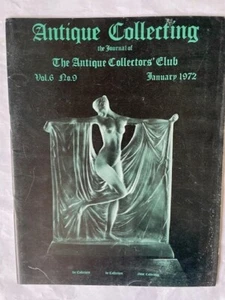 Antique Collecting
the Journal of
The Antique Collectors' Club
Vol.6 No.9 January 1972